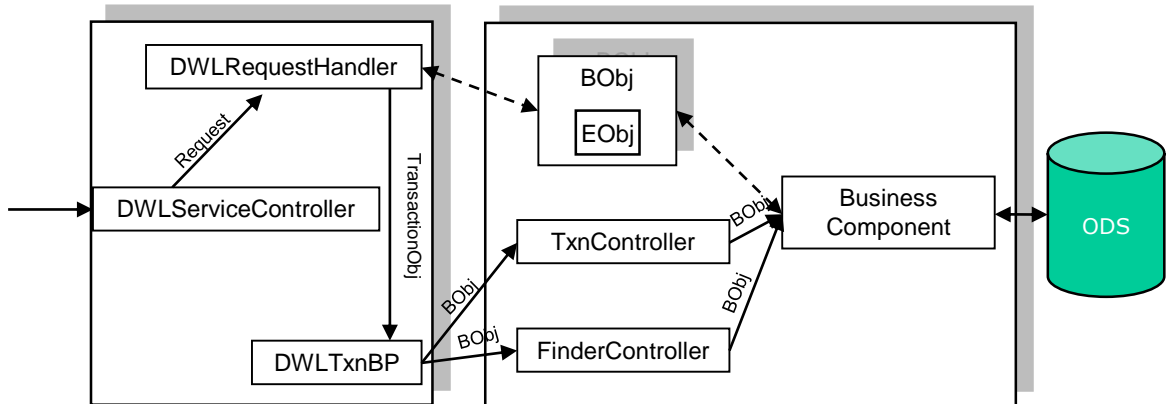 DWLRequestHandler
BObj
EObj
Request
TransactionObj
DWLServiceController
TxnController
BObj
Business
Component
ODS
BObj
BObj
BObj
DWLTxnBP
FinderController